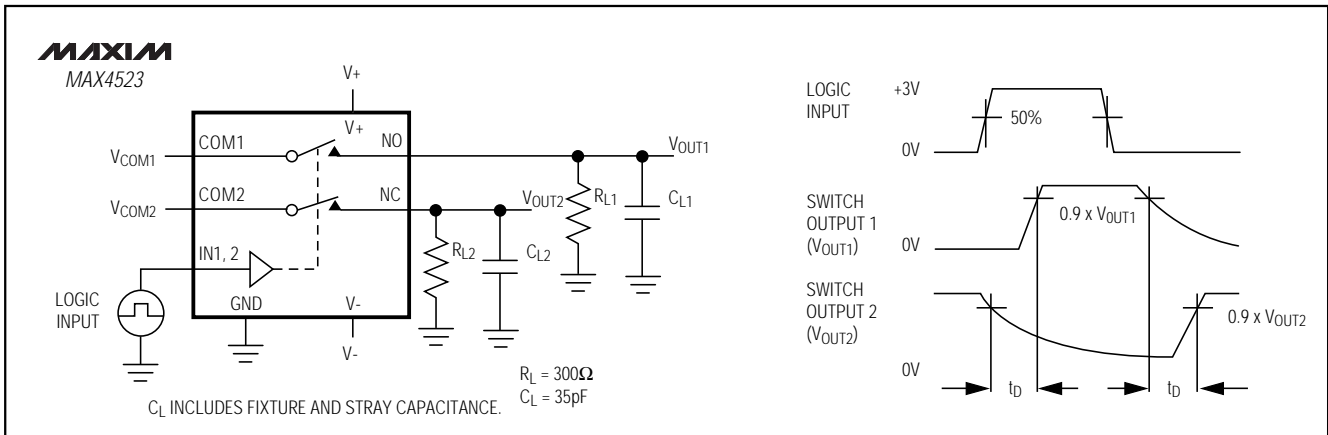 MAXIM
MAX4523
V+
V+
COM1
NO
VCOM1
VOUT1
COM2
NC
VCOM2
VOUT2
RL1
CL1
IN1, 2
RL2
CL2
LOGIC
INPUT
GND
V-
V-
RL = 300Ω
CL = 35pF
CL INCLUDES FIXTURE AND STRAY CAPACITANCE.
LOGIC
INPUT
+3V
50%
0V
SWITCH
OUTPUT 1
(VOUT1)
0.9 x VOUT1
0V
SWITCH
OUTPUT 2
(VOUT2)
0.9 x VOUT2
0V
tD
tD